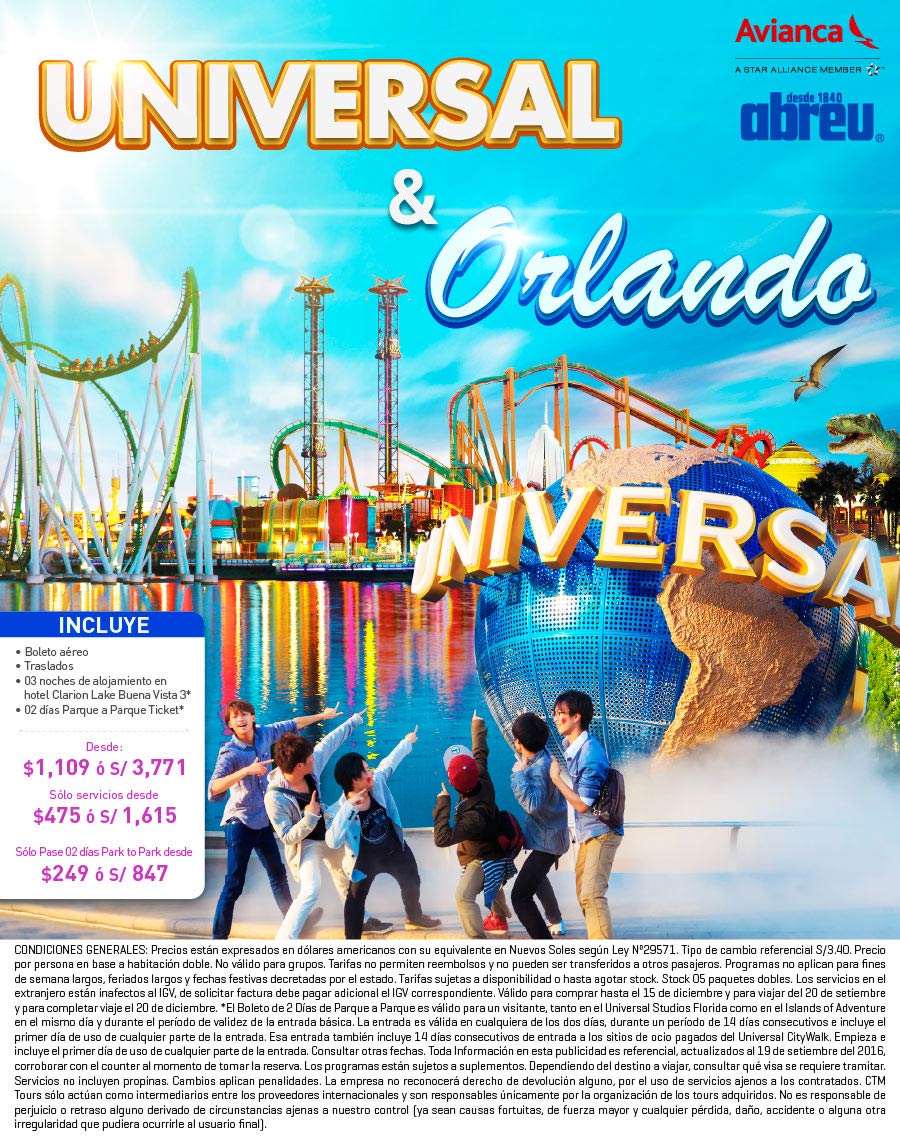 Avianca
A STAR ALLIANCE MEMBER
desde 1840
abreu®
UNIVERSAL
&
Orlando
UNIVERSA
INCLUYE
• Boleto aéreo
• Traslados
• 03 noches de alojamiento en
hotel Clarion Lake Buena Vista 3*
• 02 días Parque a Parque Ticket*
Desde:
$1,109 ó S/ 3,771
Sólo servicios desde
$475 ó S/ 1,615
Sólo Pase 02 días Park to Park desde
$249 ó S/ 847
CONDICIONES GENERALES: Precios están expresados en dólares americanos con su equivalente en Nuevos Soles según Ley Nº29571. Tipo de cambio referencial S/3.40. Precio
por persona en base a habitación doble. No válido para grupos. Tarifas no permiten reembolsos y no pueden ser transferidos a otros pasajeros. Programas no aplican para fines
de semana largos, feriados largos y fechas festivas decretadas por el estado. Tarifas sujetas a disponibilidad o hasta agotar stock. Stock 05 paquetes dobles. Los servicios en el
extranjero están inafectos al IGV, de solicitar factura debe pagar adicional el IGV correspondiente. Válido para comprar hasta el 15 de diciembre y para viajar del 20 de setiembre
y para completar viaje el 20 de diciembre. *El Boleto de 2 Días de Parque a Parque es válido para un visitante, tanto en el Universal Studios Florida como en el Islands of Adventure
en el mismo día y durante el período de validez de la entrada básica. La entrada es válida en cualquiera de los dos días, durante un período de 14 días consecutivos e incluye el
primer día de uso de cualquier parte de la entrada. Esa entrada también incluye 14 días consecutivos de entrada a los sitios de ocio pagados del Universal CityWalk. Empieza e
incluye el primer día de uso de cualquier parte de la entrada. Consultar otras fechas. Toda Información en esta publicidad es referencial, actualizados al 19 de setiembre del 2016,
corroborar con el counter al momento de tomar la reserva. Los programas están sujetos a suplementos. Dependiendo del destino a viajar, consultar qué visa se requiere tramitar.
Servicios no incluyen propinas. Cambios aplican penalidades. La empresa no reconocerá derecho de devolución alguno, por el uso de servicios ajenos a los contratados. CTM
Tours sólo actúan como intermediarios entre los proveedores internacionales y son responsables únicamente por la organización de los tours adquiridos. No es responsable de
perjuicio o retraso alguno derivado de circunstancias ajenas a nuestro control (ya sean causas fortuitas, de fuerza mayor y cualquier pérdida, daño, accidente o alguna otra
irregularidad que pudiera ocurrirle al usuario final).